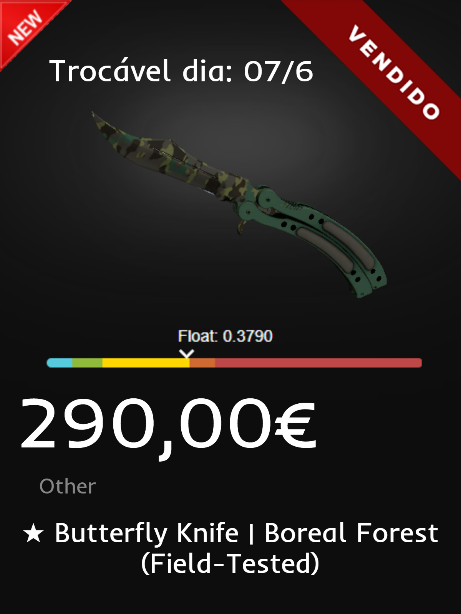 NEW
VENDIDO
Trocável dia: 07/6
Float: 0.3790
290,00€
Other
★ Butterfly Knife | Boreal Forest
(Field-Tested)